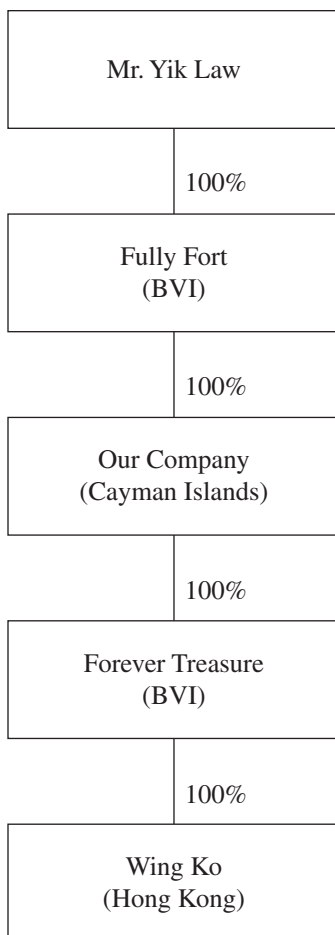 Mr. Yik Law
100%
Fully Fort
(BVI)
100%
Our Company
(Cayman Islands)
100%
Forever Treasure
(BVI)
100%
Wing Ko
(Hong Kong)